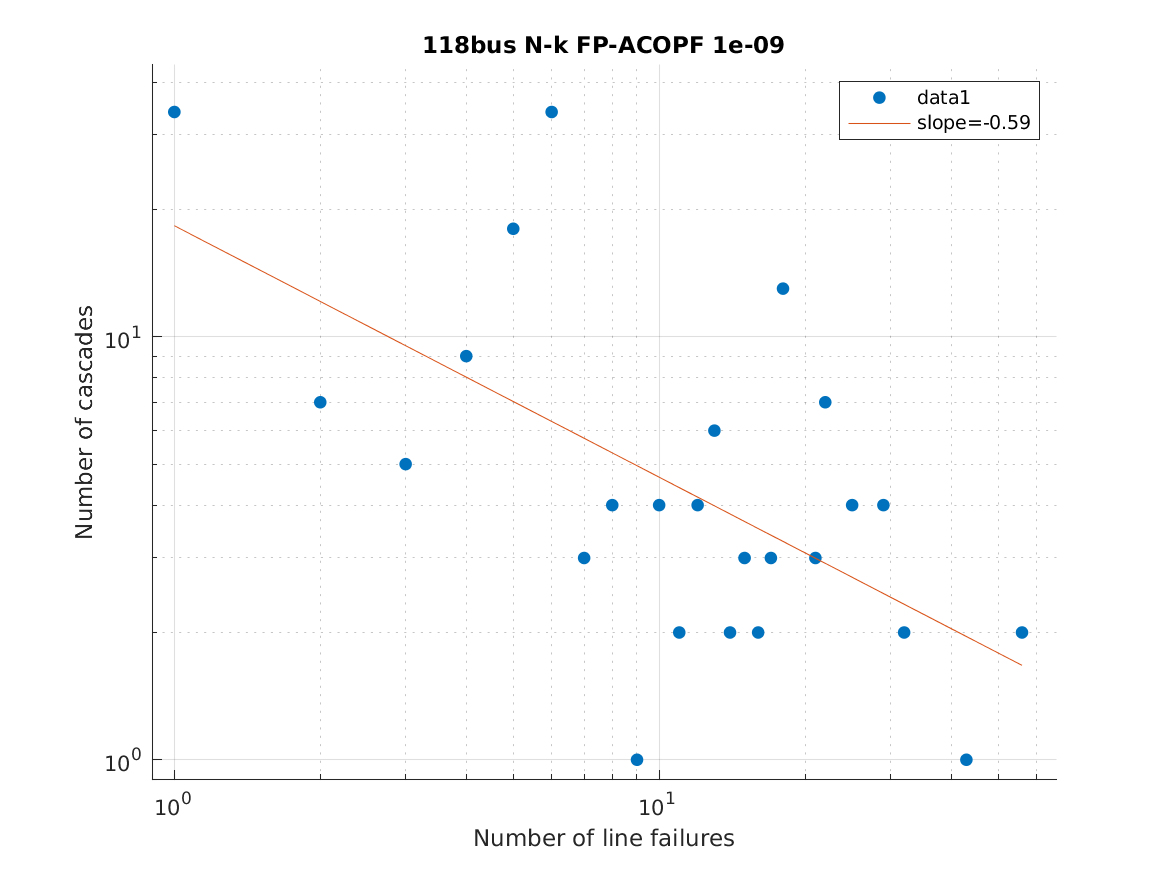 118bus N-k FP-ACOPF 1e-09
data1
slope=-0.59
Number of cascades
10^1
10^0
10^0
10^1
Number of line failures